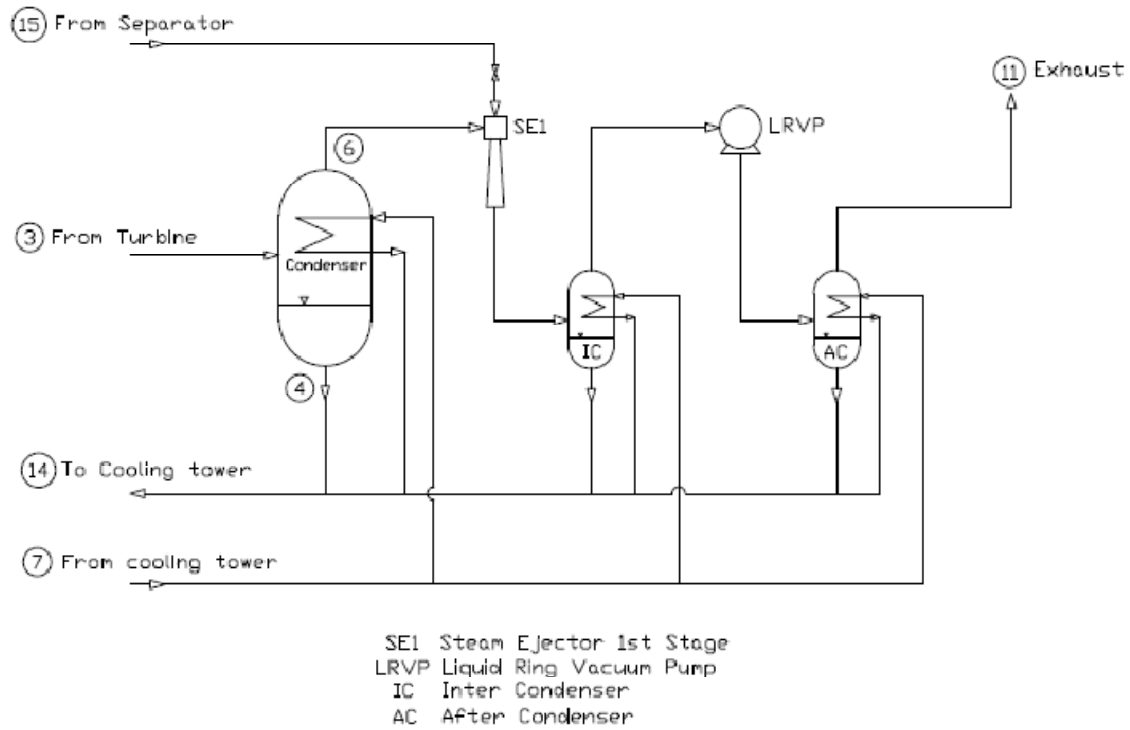 15 From Separator
11 Exhaust
SE1
LRVP
6
3 From Turbine
Condenser
IC
AC
4
14 To Cooling tower
7 From cooling tower
SE1 Steam Ejector 1st Stage
LRVP Liquid Ring Vacuum Pump
IC Inter Condenser
AC After Condenser